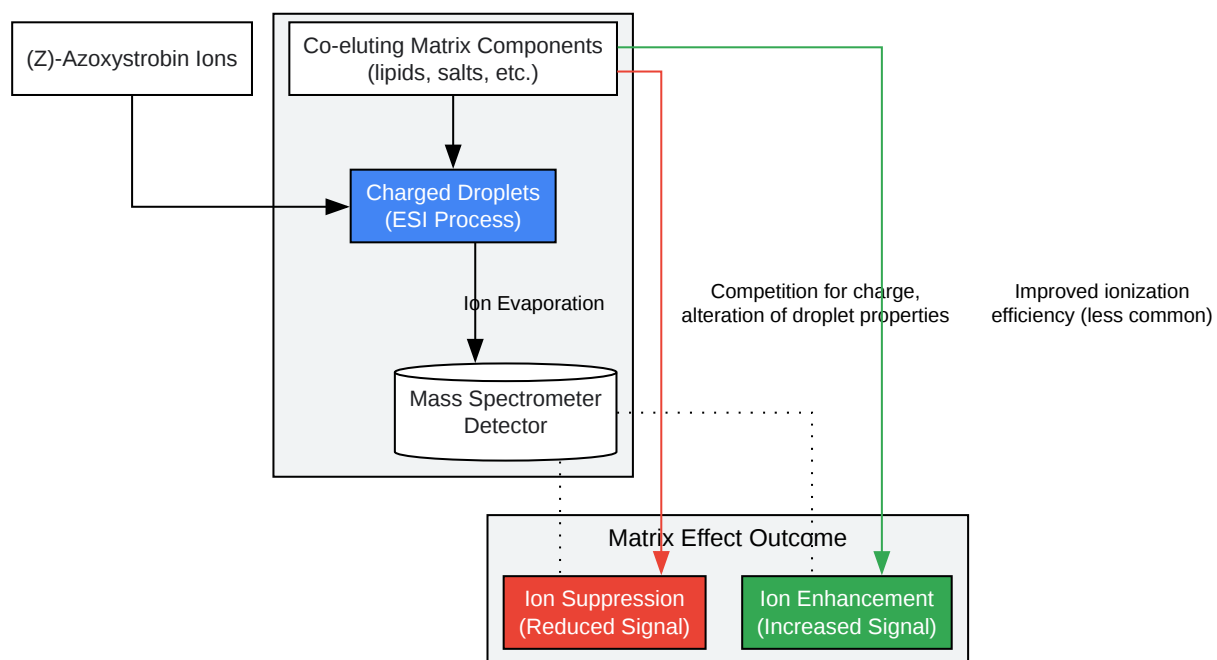 (Z)-Azoxystrobin Ions
Co-eluting Matrix Components
(lipids, salts, etc.)
Charged Droplets
(ESI Process)
Ion Evaporation
Competition for charge,
alteration of droplet properties
Improved ionization
efficiency (less common)
Mass Spectrometer
Detector
Matrix Effect Outcome
Ion Suppression
(Reduced Signal)
Ion Enhancement
(Increased Signal)